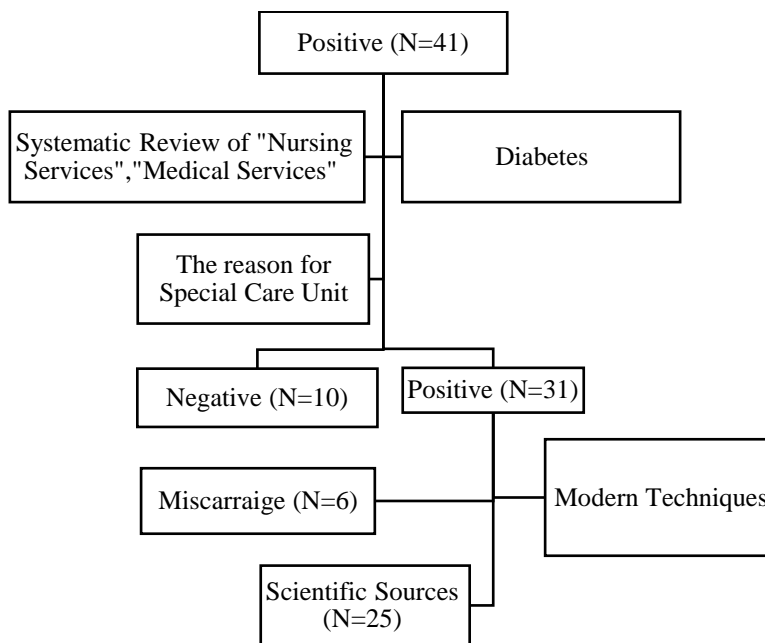 Positive (N=41)
Systematic Review of "Nursing
Services","Medical Services"
Diabetes
The reason for
Special Care Unit
Negative (N=10)
Positive (N=31)
Miscarraige (N=6)
Modern Techniques
Scientific Sources
(N=25)